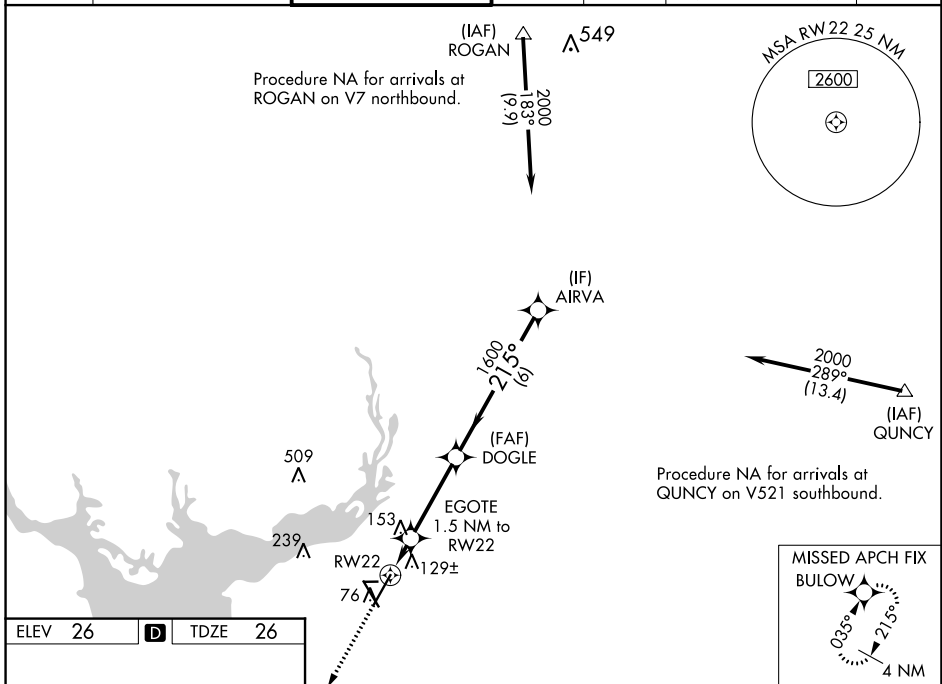 (IAF)
ROGAN
549
MSA RW22 25 NM
2600
Procedure NA for arrivals at
ROGAN on V7 northbound.
2000
183°
(9.9)
(IF)
AIRVA
1600
215°
(6)
2000
289°
(13.4)
(IAF)
QUNCY
(FAF)
DOGLE
509
Procedure NA for arrivals at
QUNCY on V521 southbound.
EGOTE
1.5 NM to
RW22
153
239
RW22
129±
76
MISSED APCH FIX
BULOW
035°
215°
4 NM
ELEV 26 D TDZE 26